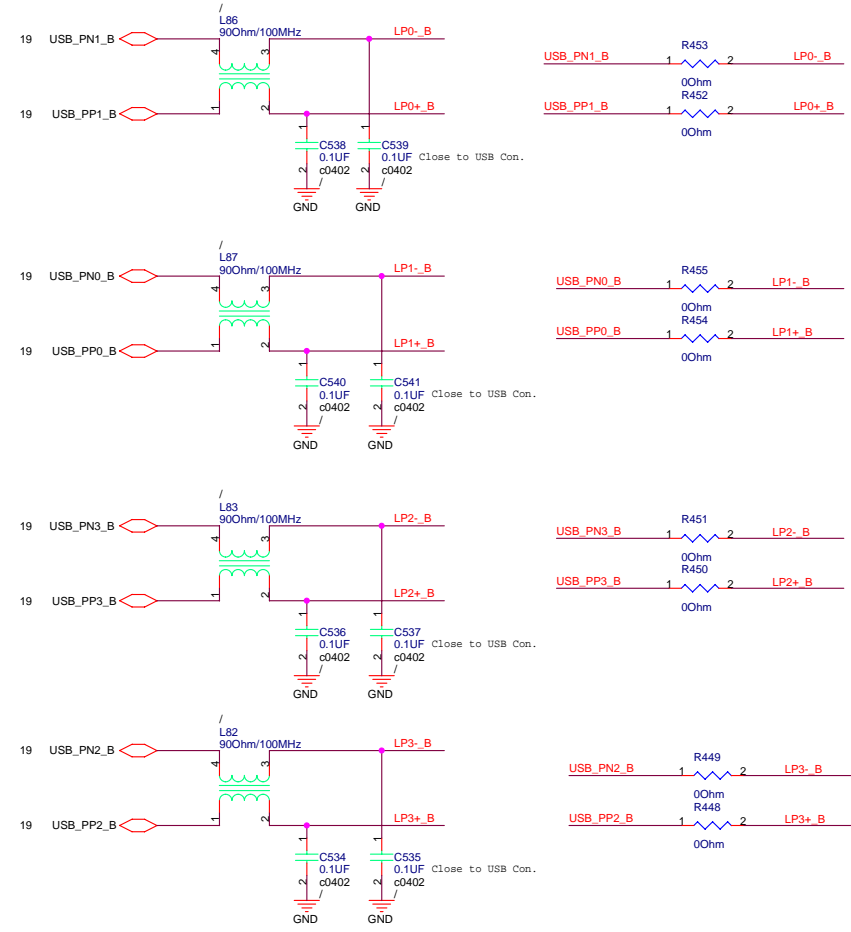 /
L86
90Ohm/100MHz
19 USB_PN1_B 4 3 LP0-_B
19 USB_PP1_B 1 2 LP0+_B
1 1
C538 C539
0.1UF 0.1UF Close to USB Con.
2 c0402 2 c0402
/ /
GND GND
R453
USB_PN1_B 1 2 LP0-_B
0Ohm
R452
USB_PP1_B 1 2 LP0+_B
0Ohm
/
L87
90Ohm/100MHz
19 USB_PN0_B 4 3 LP1-_B
19 USB_PP0_B 1 2 LP1+_B
1 1
C540 C541
0.1UF 0.1UF Close to USB Con.
2 c0402 2 c0402
/ /
GND GND
R455
USB_PN0_B 1 2 LP1-_B
0Ohm
R454
USB_PP0_B 1 2 LP1+_B
0Ohm
/
L83
90Ohm/100MHz
19 USB_PN3_B 4 3 LP2-_B
19 USB_PP3_B 1 2 LP2+_B
1 1
C536 C537
0.1UF 0.1UF Close to USB Con.
2 c0402 2 c0402
/ /
GND GND
R451
USB_PN3_B 1 2 LP2-_B
0Ohm
R450
USB_PP3_B 1 2 LP2+_B
0Ohm
/
L82
90Ohm/100MHz
19 USB_PN2_B 4 3 LP3-_B
19 USB_PP2_B 1 2 LP3+_B
1 1
C534 C535
0.1UF 0.1UF Close to USB Con.
2 c0402 2 c0402
/ /
GND GND
R449
USB_PN2_B 1 2 LP3-_B
0Ohm
R448
USB_PP2_B 1 2 LP3+_B
0Ohm